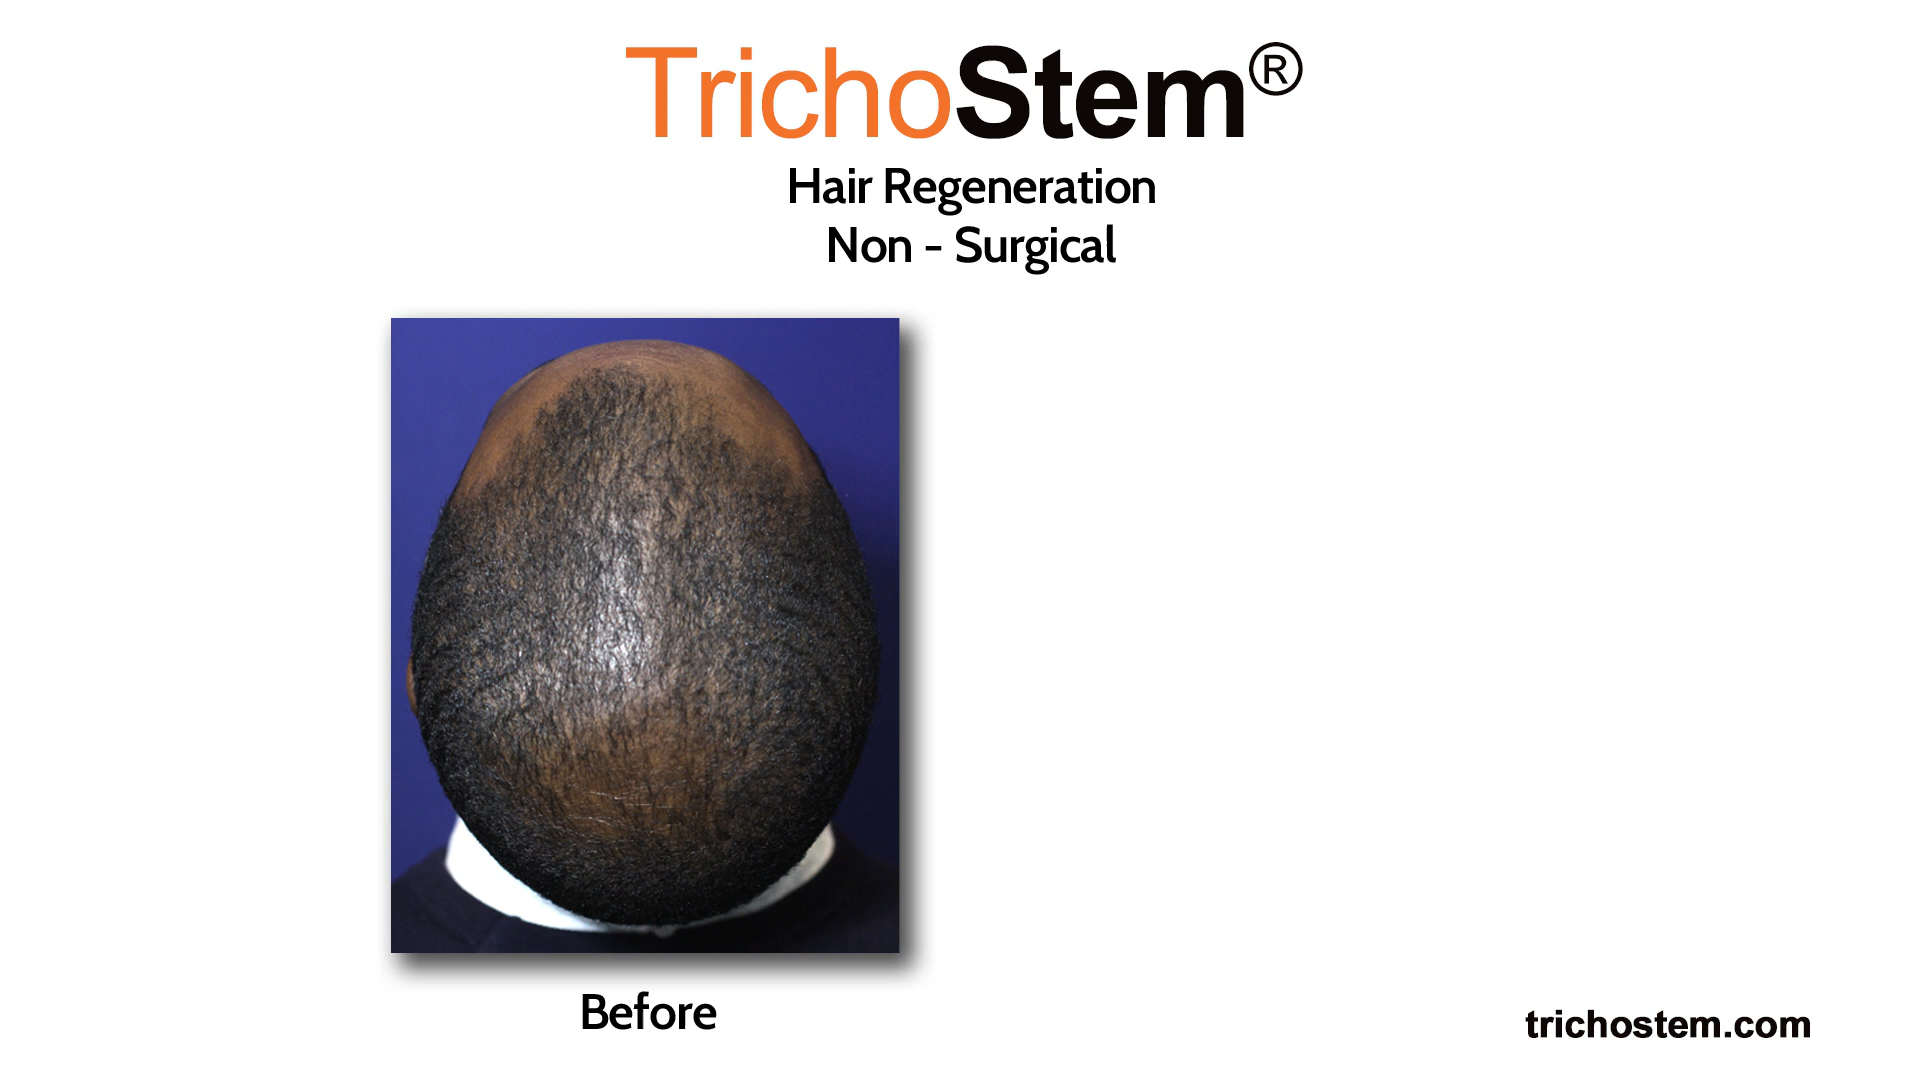 TrichoStem®
Hair Regeneration
Non - Surgical
Before
trichostem.com